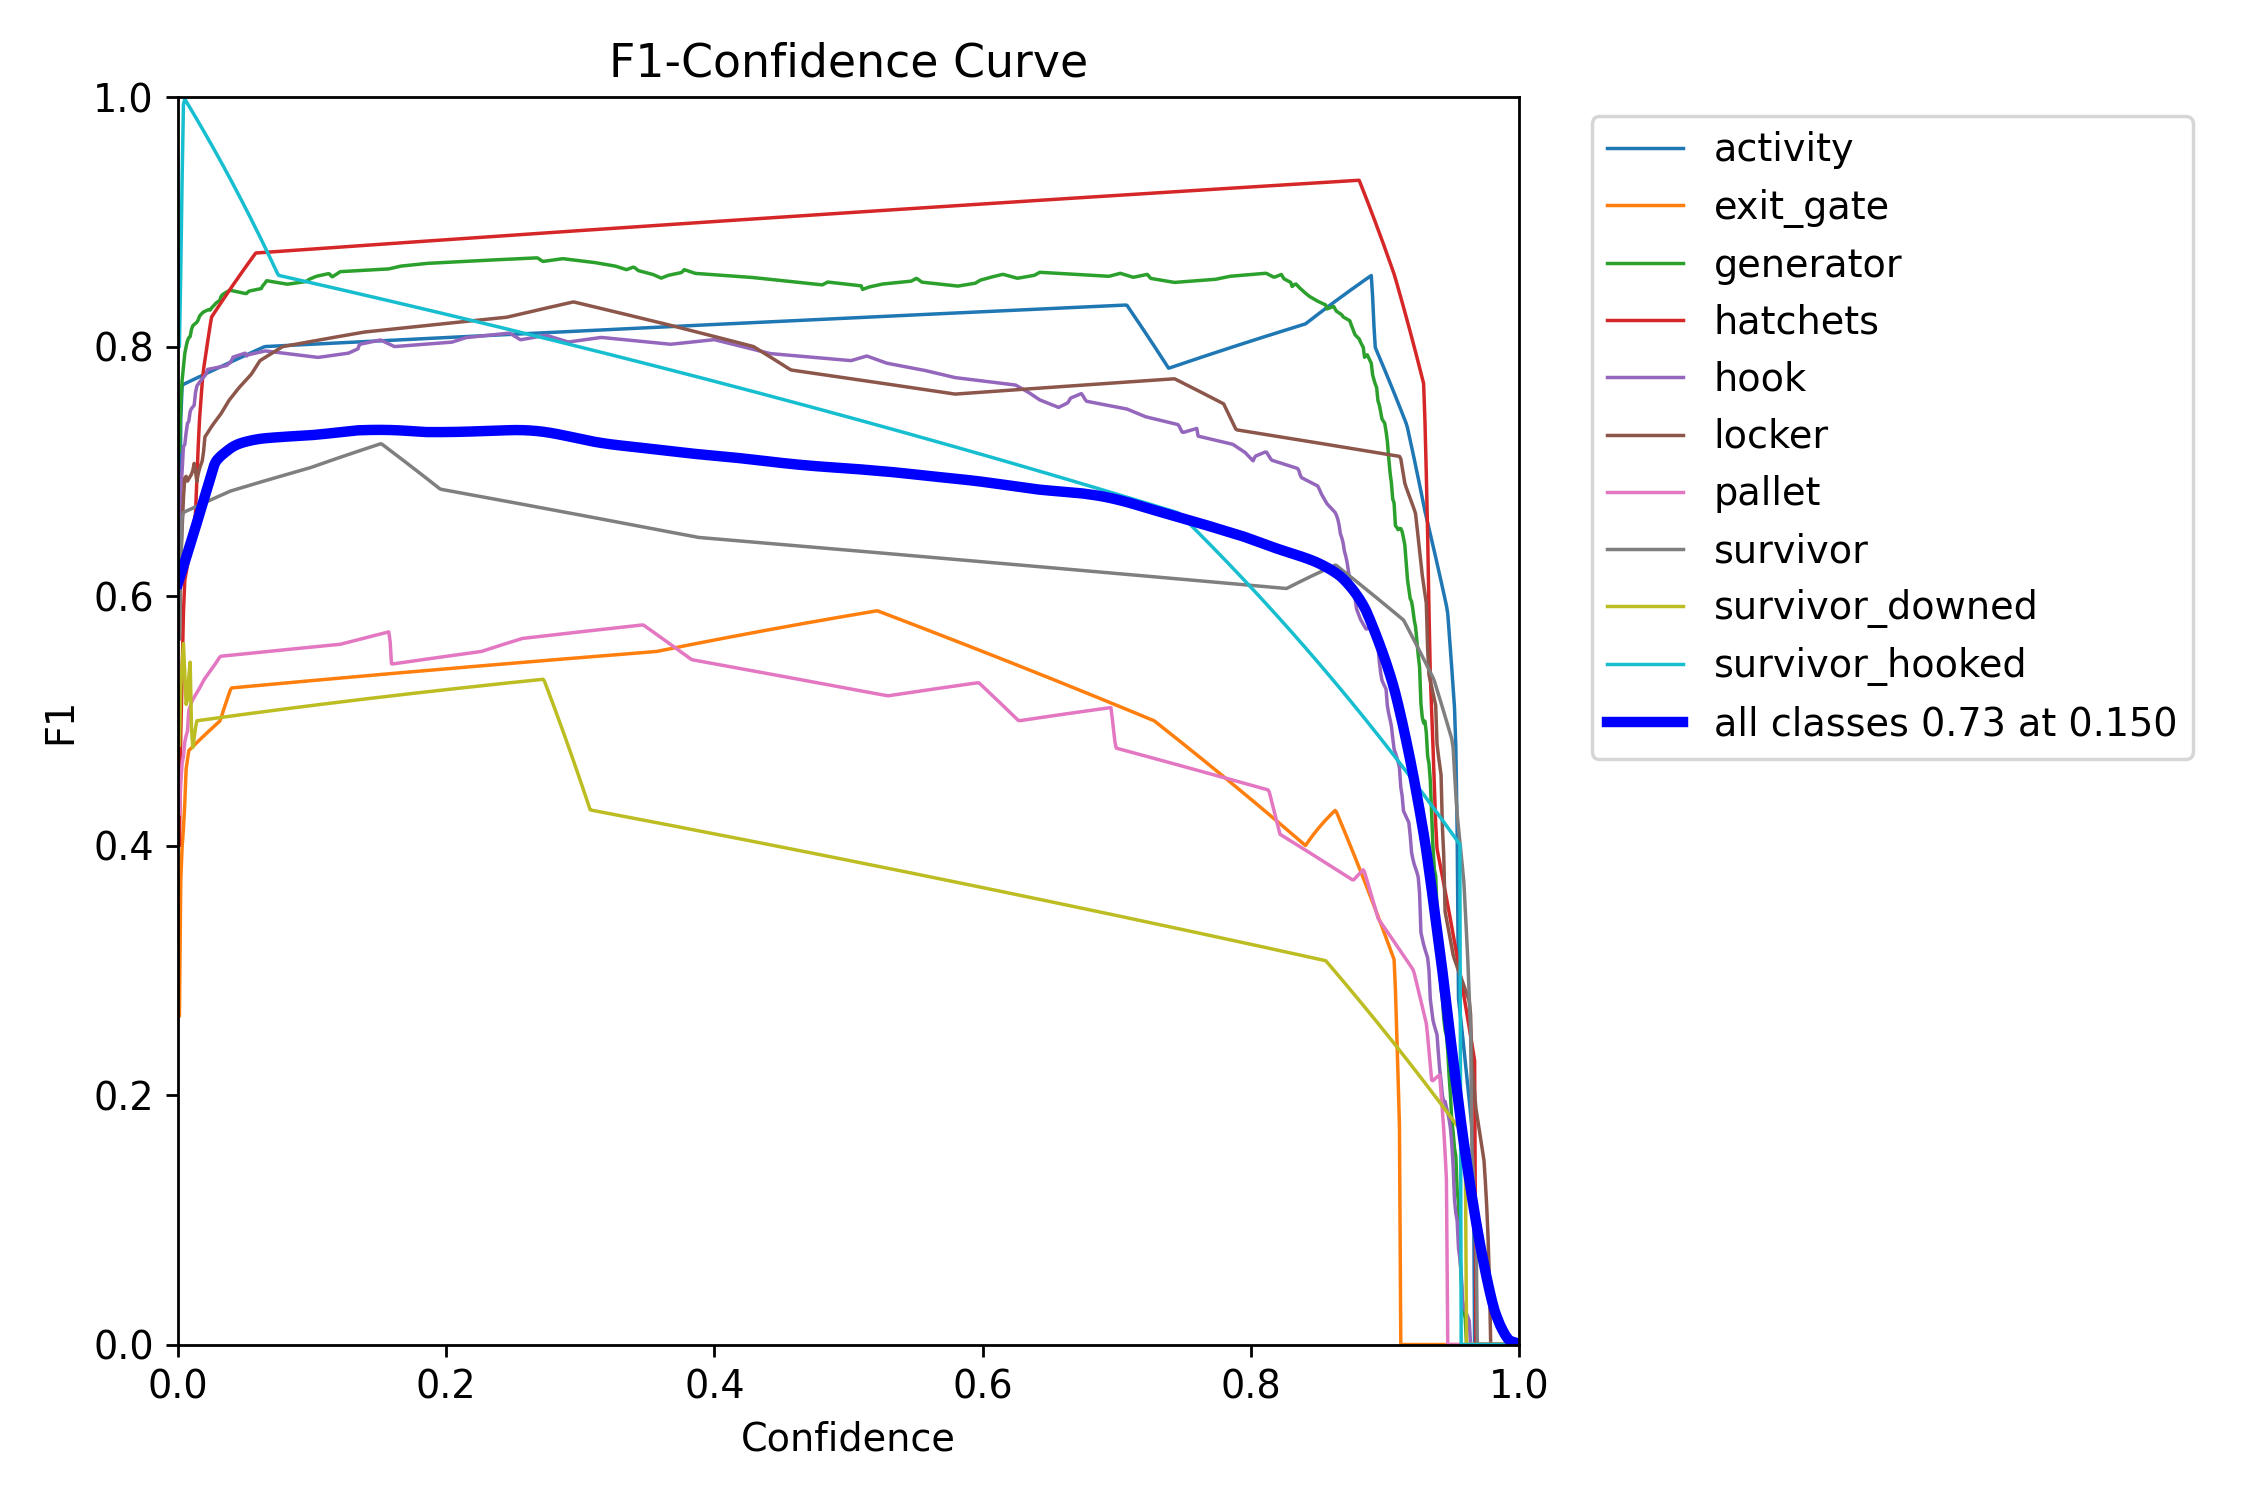 F1-Confidence Curve
1.0
0.8
0.6
0.4
0.2
0.0
F1
0.0 0.2 0.4 0.6 0.8 1.0
Confidence
activity
exit_gate
generator
hatchets
hook
locker
pallet
survivor
survivor_downed
survivor_hooked
all classes 0.73 at 0.150